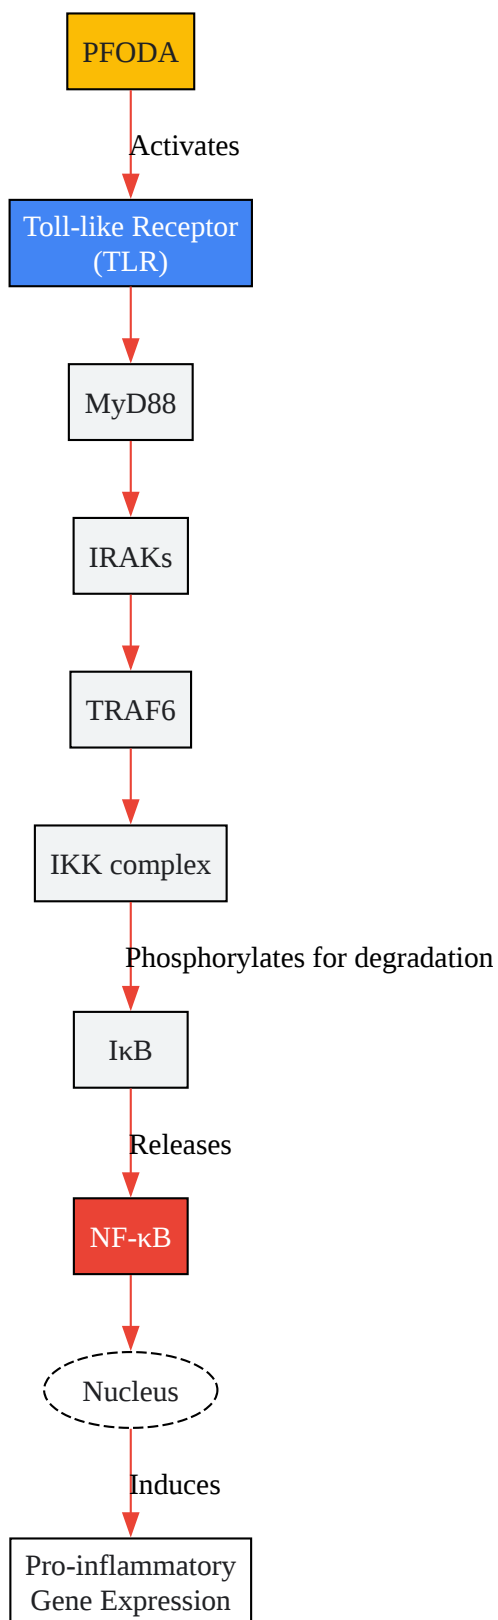 PFODA
Activates
Toll-like Receptor
(TLR)
MyD88
IRAKs
TRAF6
IKK complex
Phosphorylates for degradation
IκB
Releases
NF-κB
Nucleus
Induces
Pro-inflammatory
Gene Expression